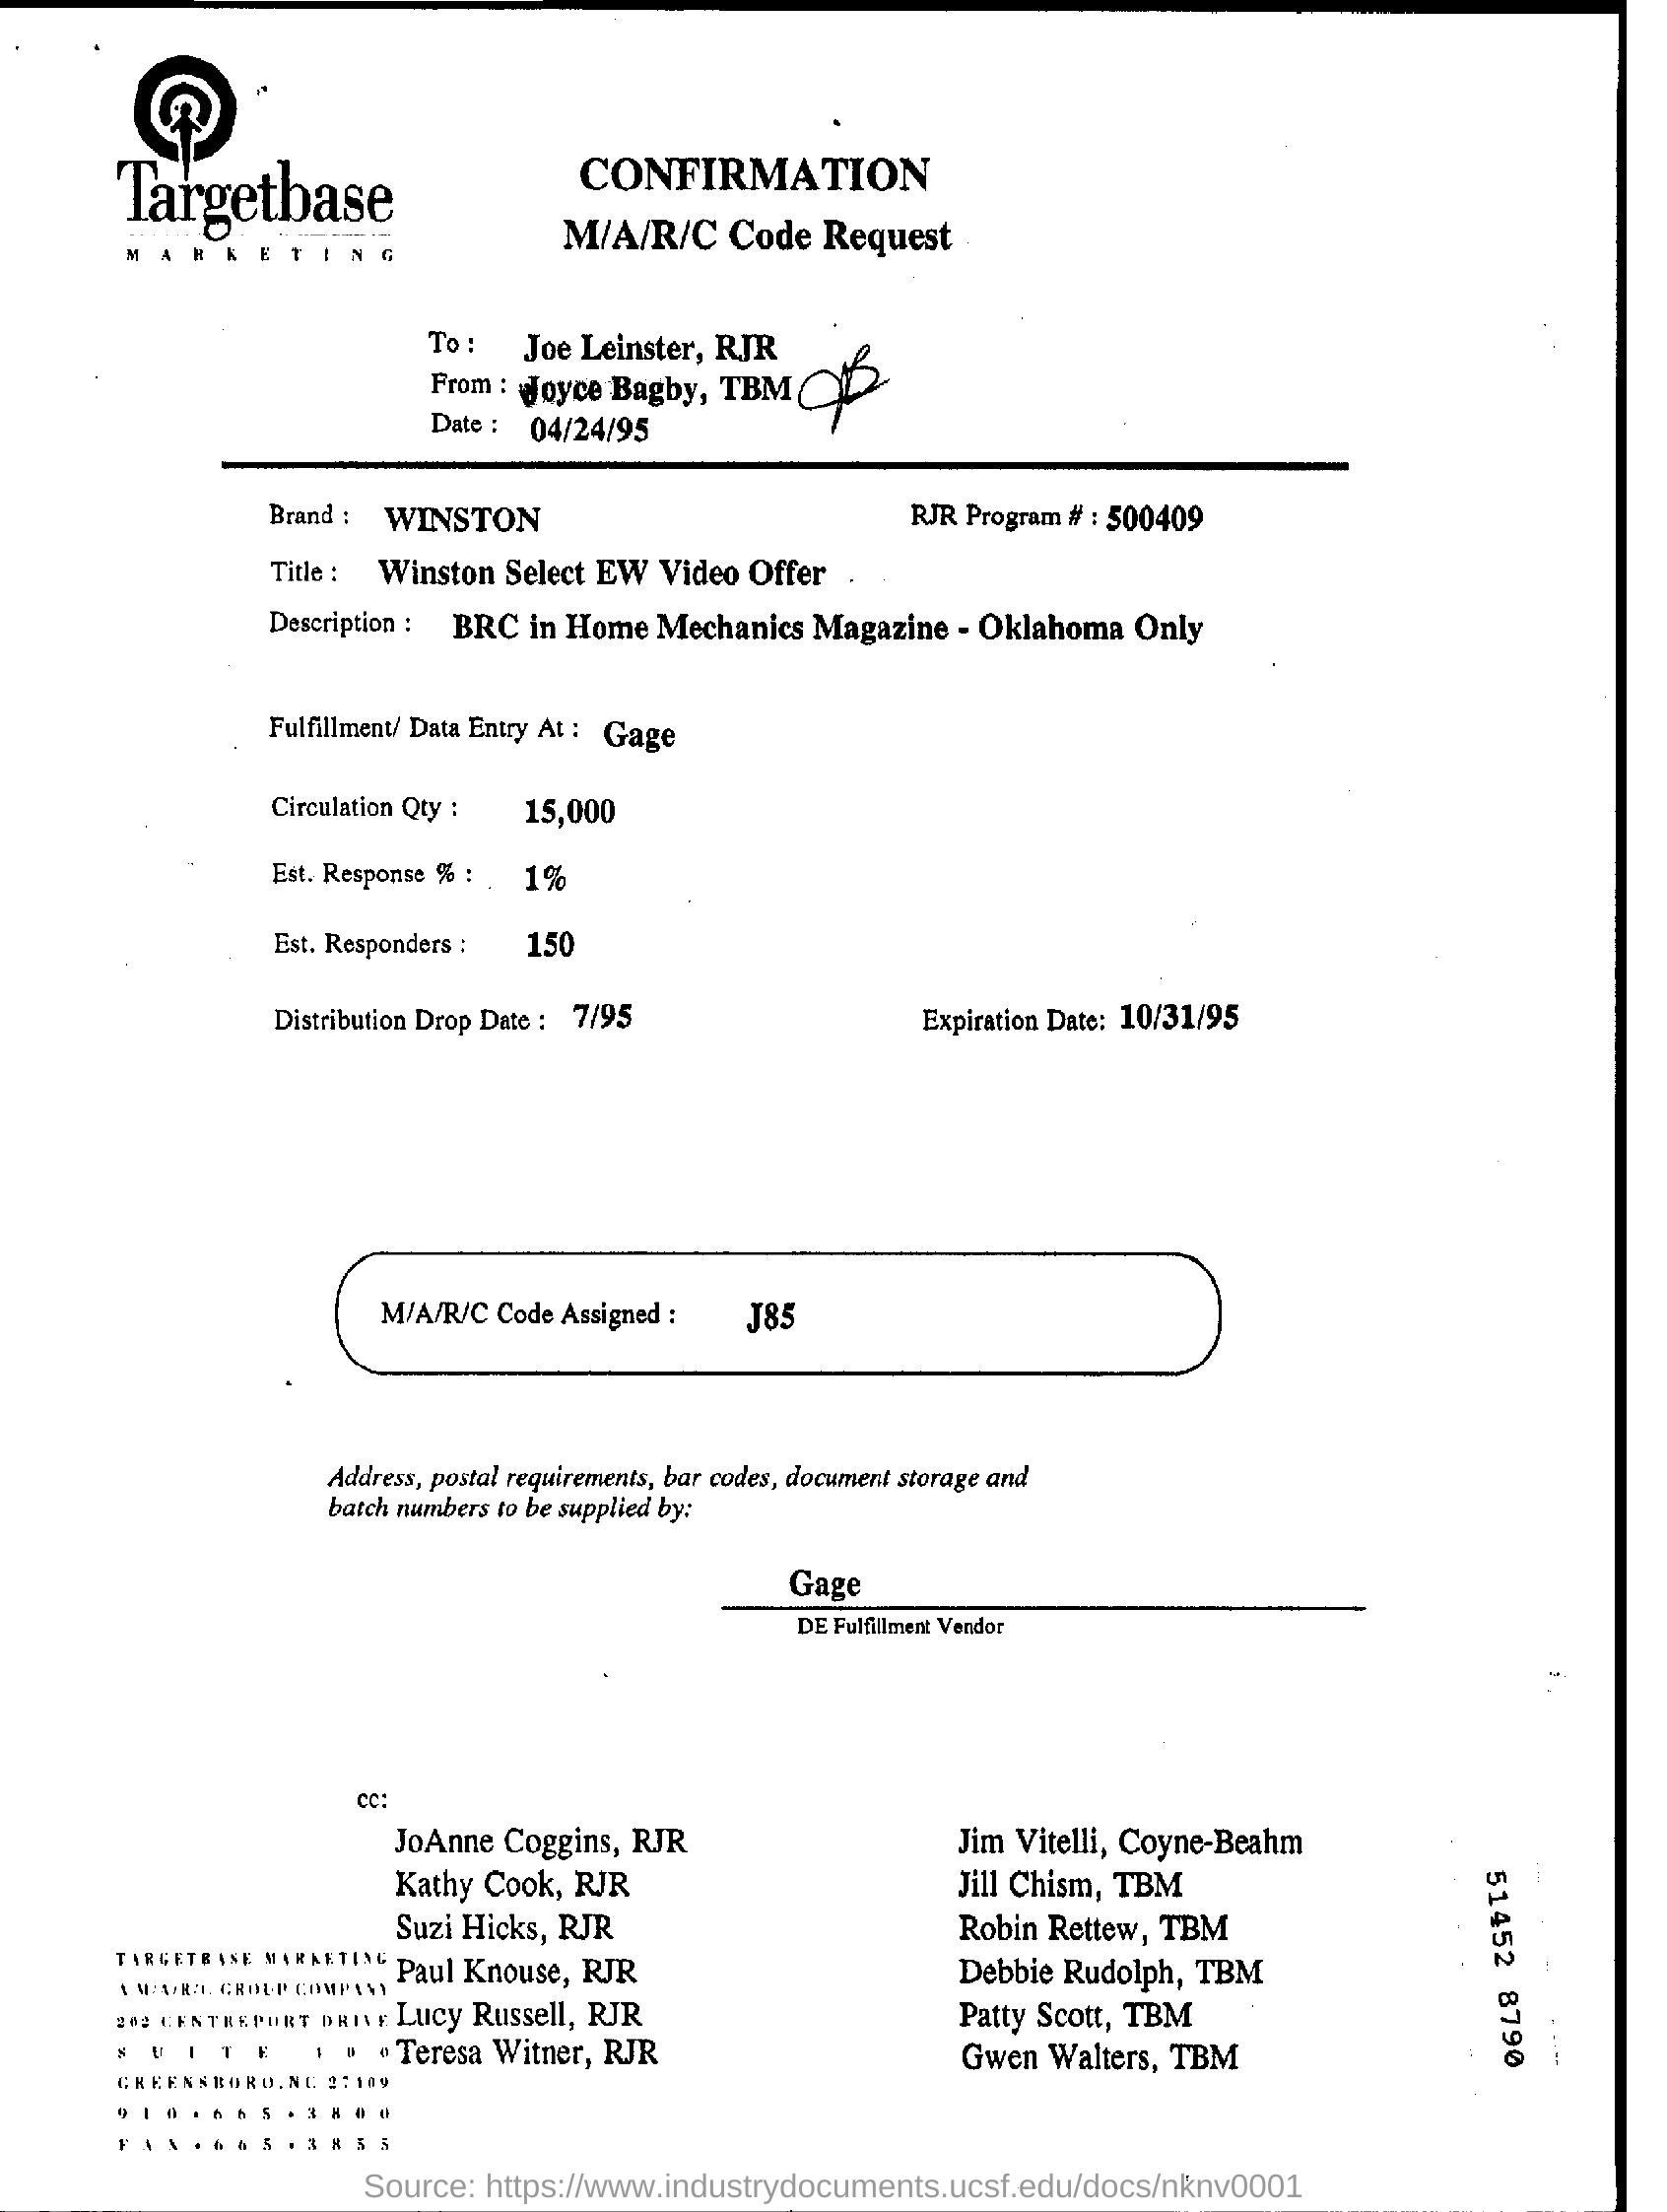 Targetbase
MARKETING
CONFIRMATION
M/A/R/C Code Request
To : Joe Leinster, RJR
From : Joyce Bagby, TBM
Date : 04/24/95
Brand : WINSTON RJR Program # : 500409
Title : Winston Select EW Video Offer
Description : BRC in Home Mechanics Magazine - Oklahoma Only
Fulfillment/ Data Entry At : Gage
Circulation Qty : 15,000
Est. Response % : 1%
Est. Responders : 150
Distribution Drop Date : 7/95 Expiration Date: 10/31/95
M/A/R/C Code Assigned : J85
Address, postal requirements, bar codes, document storage and
batch numbers to be supplied by:
Gage
DE Fulfillment Vendor
cc:
JoAnne Coggins, RJR Jim Vitelli, Coyne-Beahm
Kathy Cook, RJR Jill Chism, TBM
Suzi Hicks, RJR Robin Rettew, TBM
Paul Knouse, RJR Debbie Rudolph, TBM
Lucy Russell, RJR Patty Scott, TBM
Teresa Witner, RJR Gwen Walters, TBM
TARGETBASE MARKETING
A M/A/R/C GROUP COMPANY
202 CENTREPORT DRIVE
SUITE 100
GREENSBORO, NC 27409
910•665•3800
FAX•665•3855
51452 8790
Source: https://www.industrydocuments.ucsf.edu/docs/nknv0001